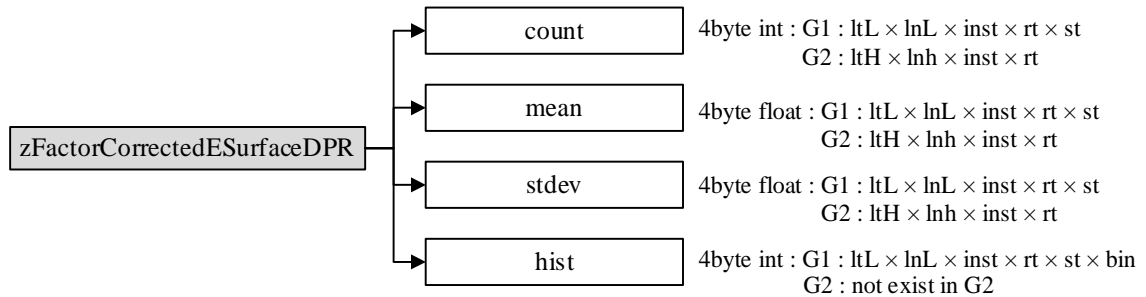 count
4byte int : G1 : ltL × lnL × inst × rt × st
G2 : ltH × lnh × inst × rt
mean
4byte float : G1 : ltL × lnL × inst × rt × st
G2 : ltH × lnh × inst × rt
zFactorCorrectedESurfaceDPR
stdev
4byte float : G1 : ltL × lnL × inst × rt × st
G2 : ltH × lnh × inst × rt
hist
4byte int : G1 : ltL × lnL × inst × rt × st × bin
G2 : not exist in G2